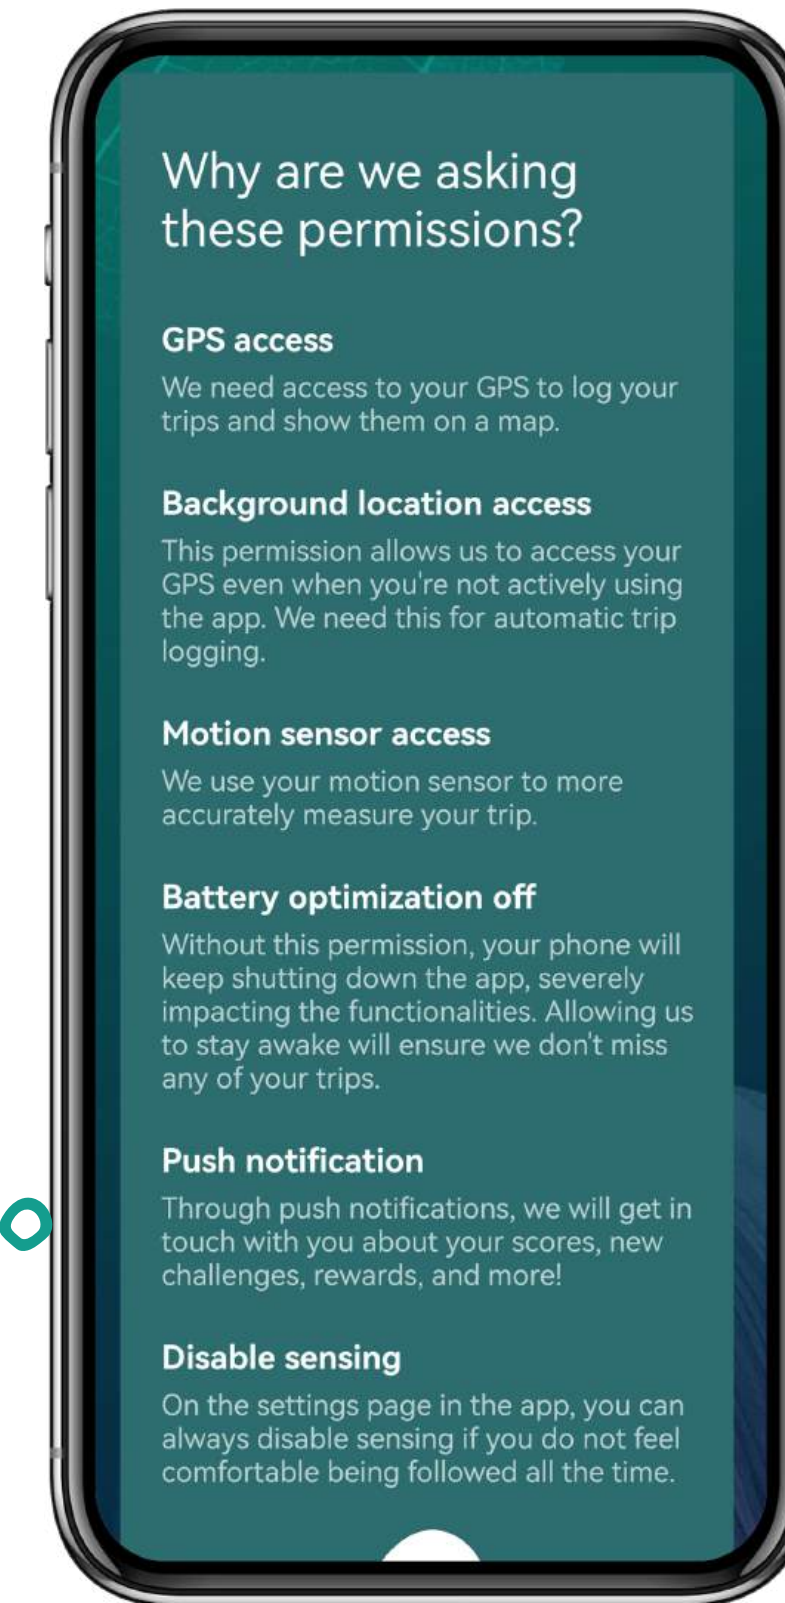 Why are we asking
these permissions?
GPS access
We need access to your GPS to log your
trips and show them on a map.
Background location access
This permission allows us to access your
GPS even when you're not actively using
the app. We need this for automatic trip
logging.
Motion sensor access
We use your motion sensor to more
accurately measure your trip.
Battery optimization off
Without this permission, your phone will
keep shutting down the app, severely
impacting the functionalities. Allowing us
to stay awake will ensure we don't miss
any of your trips.
Push notification
Through push notifications, we will get in
touch with you about your scores, new
challenges, rewards, and more!
Disable sensing
On the settings page in the app, you can
always disable sensing if you do not feel
comfortable being followed all the time.